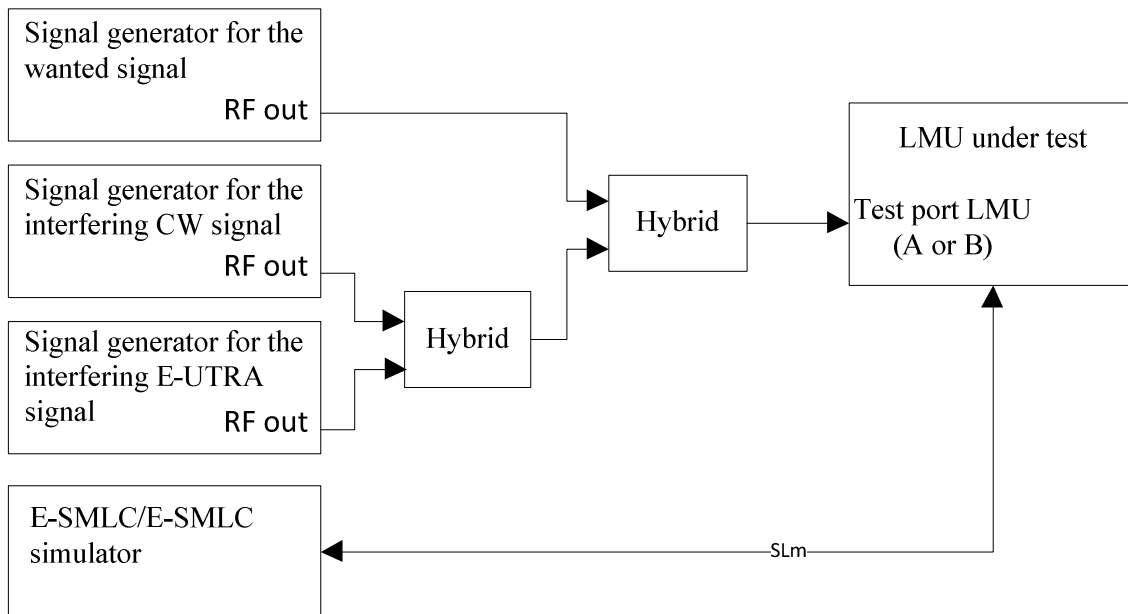 Signal generator for the
wanted signal
RF out
Signal generator for the
interfering CW signal
RF out
Signal generator for the
interfering E-UTRA
signal
RF out
Hybrid
Hybrid
LMU under test
Test port LMU
(A or B)
E-SMLC/E-SMLC
simulator
SLm